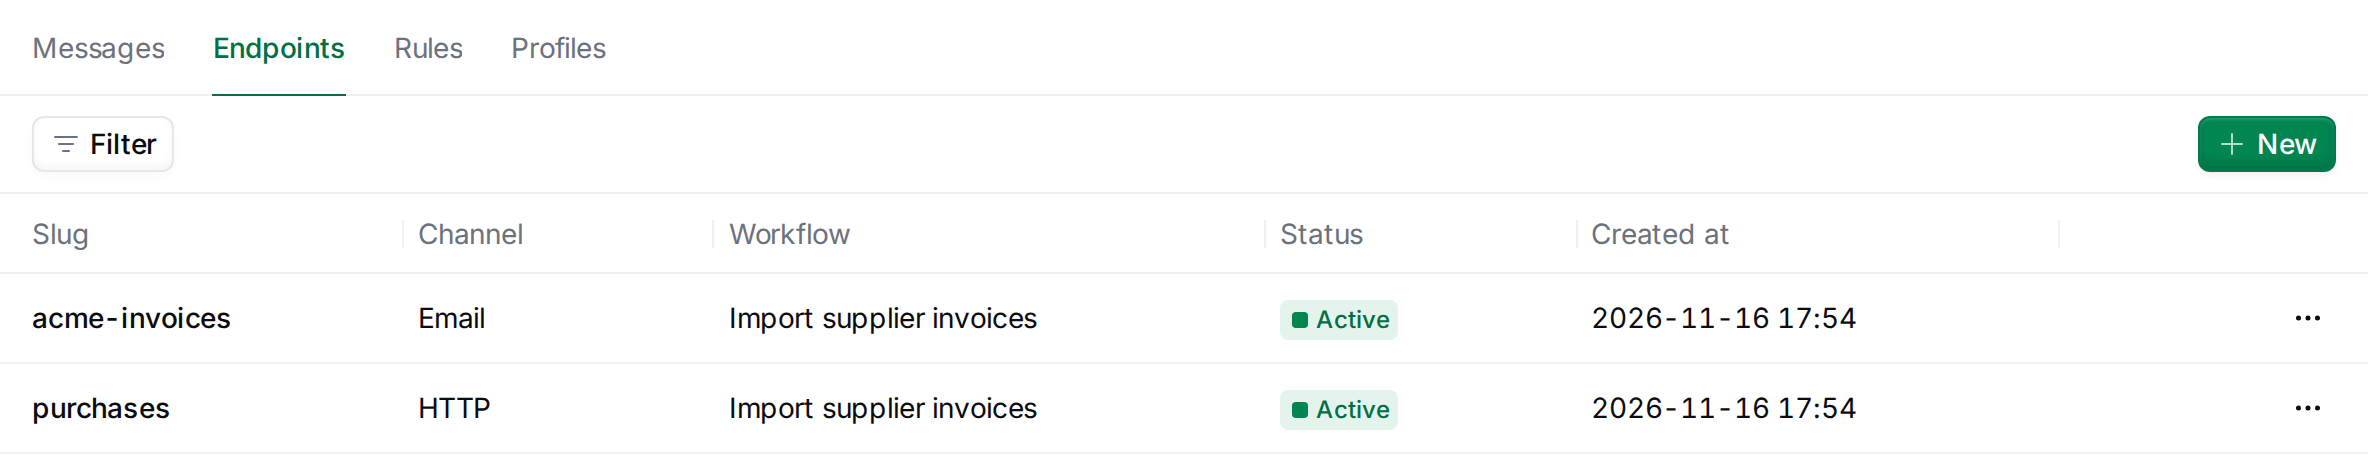 Messages Endpoints Rules Profiles
Filter New
Slug Channel Workflow Status Created at
acme-invoices Email Import supplier invoices Active 2026-11-16 17:54
purchases HTTP Import supplier invoices Active 2026-11-16 17:54